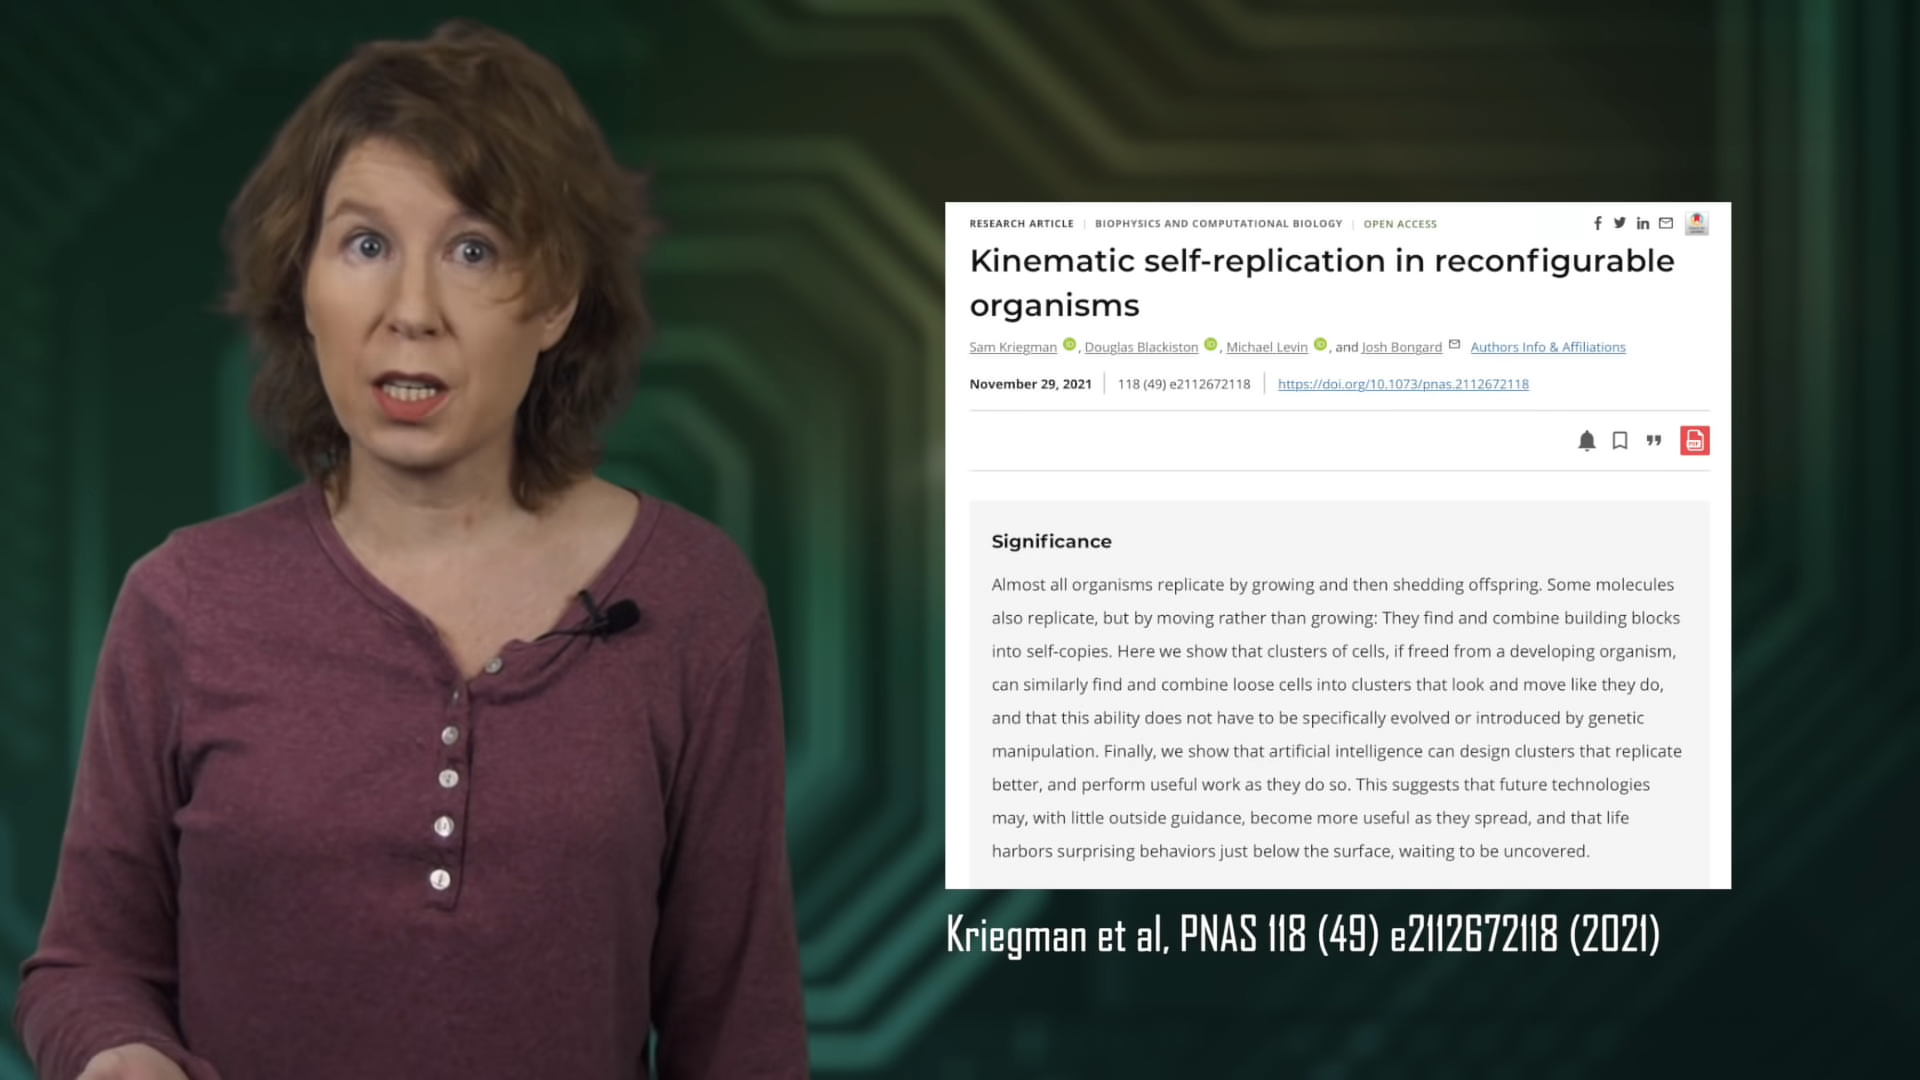 RESEARCH ARTICLE | BIOPHYSICS AND COMPUTATIONAL BIOLOGY | OPEN ACCESS
Kinematic self-replication in reconfigurable
organisms
Sam Kriegman, Douglas Blackiston, Michael Levin, and Josh Bongard Authors Info & Affiliations
November 29, 2021 | 118 (49) e2112672118 | https://doi.org/10.1073/pnas.2112672118
Significance
Almost all organisms replicate by growing and then shedding offspring. Some molecules
also replicate, but by moving rather than growing: They find and combine building blocks
into self-copies. Here we show that clusters of cells, if freed from a developing organism,
can similarly find and combine loose cells into clusters that look and move like they do,
and that this ability does not have to be specifically evolved or introduced by genetic
manipulation. Finally, we show that artificial intelligence can design clusters that replicate
better, and perform useful work as they do so. This suggests that future technologies
may, with little outside guidance, become more useful as they spread, and that life
harbors surprising behaviors just below the surface, waiting to be uncovered.
Kriegman et al, PNAS 118 (49) e2112672118 (2021)